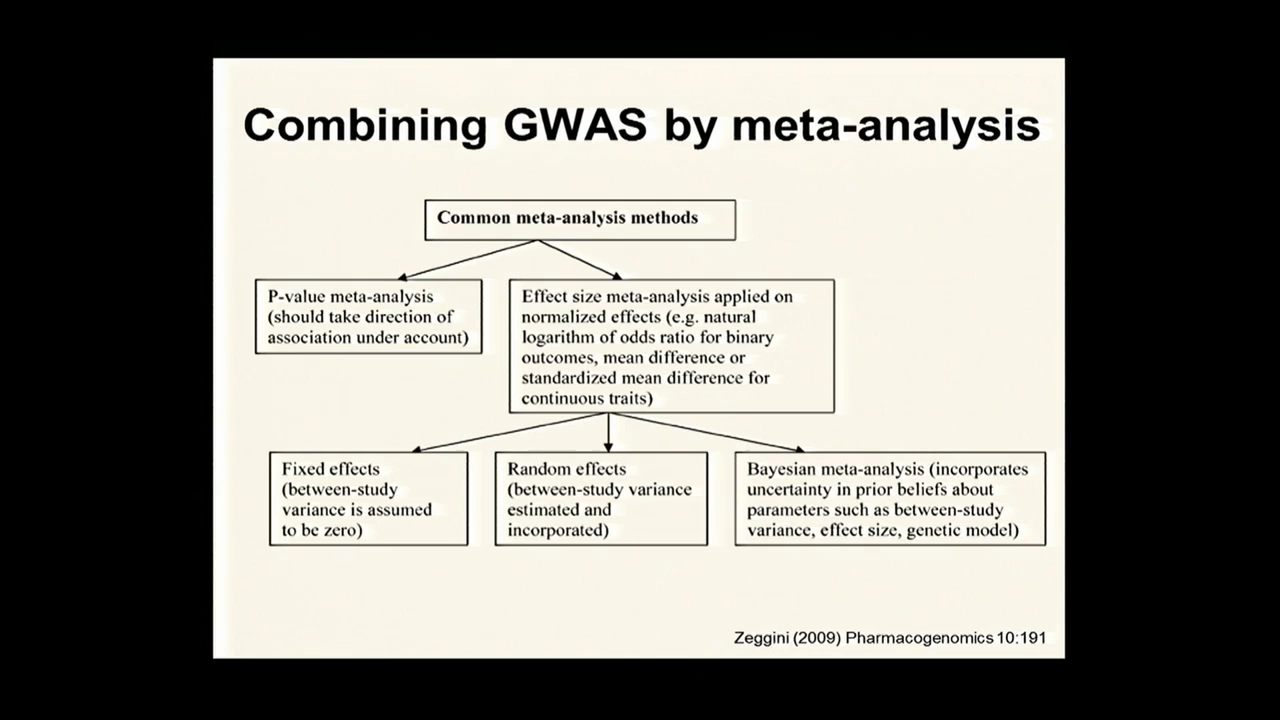 Combining GWAS by meta-analysis
Common meta-analysis methods
P-value meta-analysis
(should take direction of
association under account)
Effect size meta-analysis applied on
normalized effects (e.g. natural
logarithm of odds ratio for binary
outcomes, mean difference or
standardized mean difference for
continuous traits)
Fixed effects
(between-study
variance is assumed
to be zero)
Random effects
(between-study variance
estimated and
incorporated)
Bayesian meta-analysis (incorporates
uncertainty in prior beliefs about
parameters such as between-study
variance, effect size, genetic model)
Zeggini (2009) Pharmacogenomics 10:191